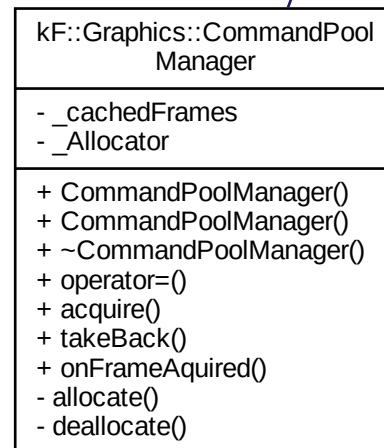 kF::Graphics::CommandPool
Manager
- _cachedFrames
- _Allocator
+ CommandPoolManager()
+ CommandPoolManager()
+ ~CommandPoolManager()
+ operator=()
+ acquire()
+ takeBack()
+ onFrameAquired()
- allocate()
- deallocate()